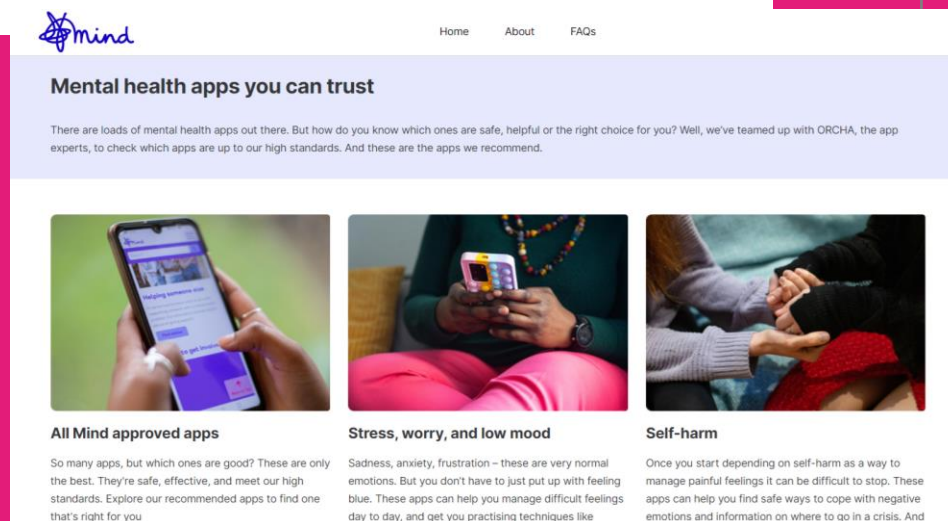 mind
Home About FAQs
Mental health apps you can trust
There are loads of mental health apps out there. But how do you know which ones are safe, helpful or the right choice for you? Well, we've teamed up with ORCHA, the app
experts, to check which apps are up to our high standards. And these are the apps we recommend.
mind
Helping someone else
All Mind approved apps
So many apps, but which ones are good? These are only
the best. They're safe, effective, and meet our high
standards. Explore our recommended apps to find one
that's right for you
Stress, worry, and low mood
Sadness, anxiety, frustration – these are very normal
emotions. But you don't have to just put up with feeling
blue. These apps can help you manage difficult feelings
day to day, and get you practising techniques like
Self-harm
Once you start depending on self-harm as a way to
manage painful feelings it can be difficult to stop. These
apps can help you find safe ways to cope with negative
emotions and information on where to go in a crisis. And